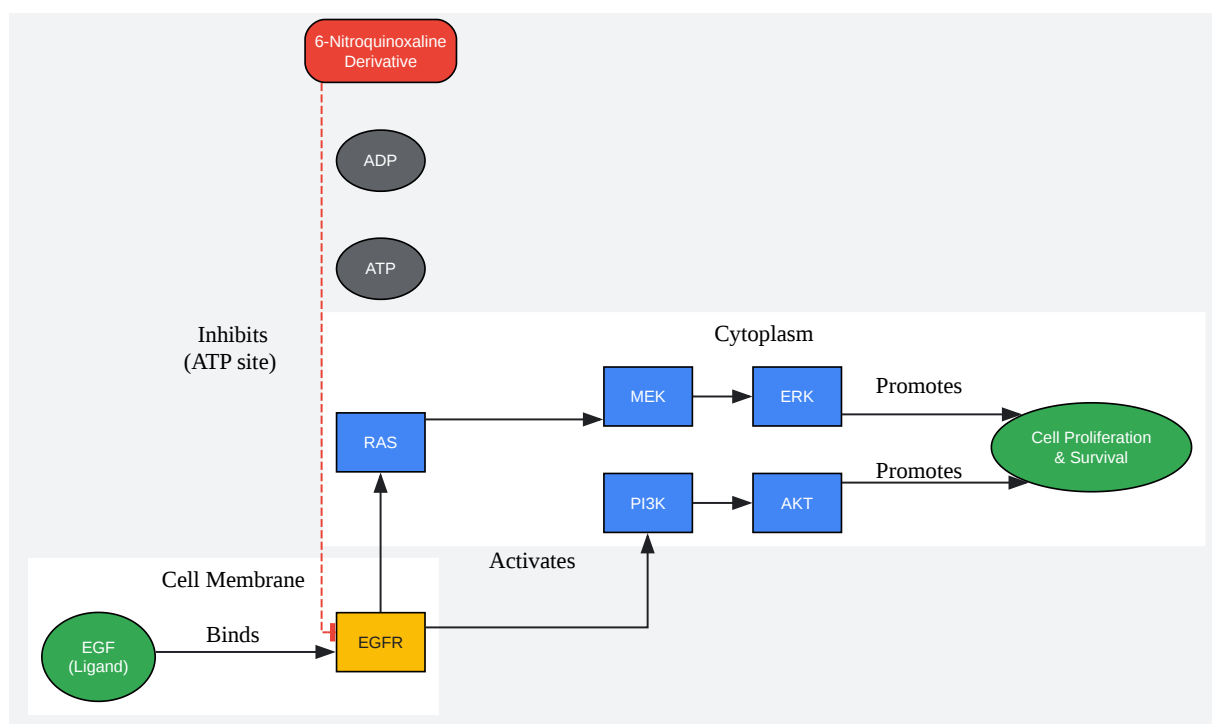 6-Nitroquinoxaline
Derivative
ADP
ATP
Inhibits
(ATP site)
Cytoplasm
MEK
ERK
Promotes
RAS
Cell Proliferation
& Survival
PI3K
AKT
Promotes
Activates
Cell Membrane
EGF
(Ligand)
Binds
EGFR